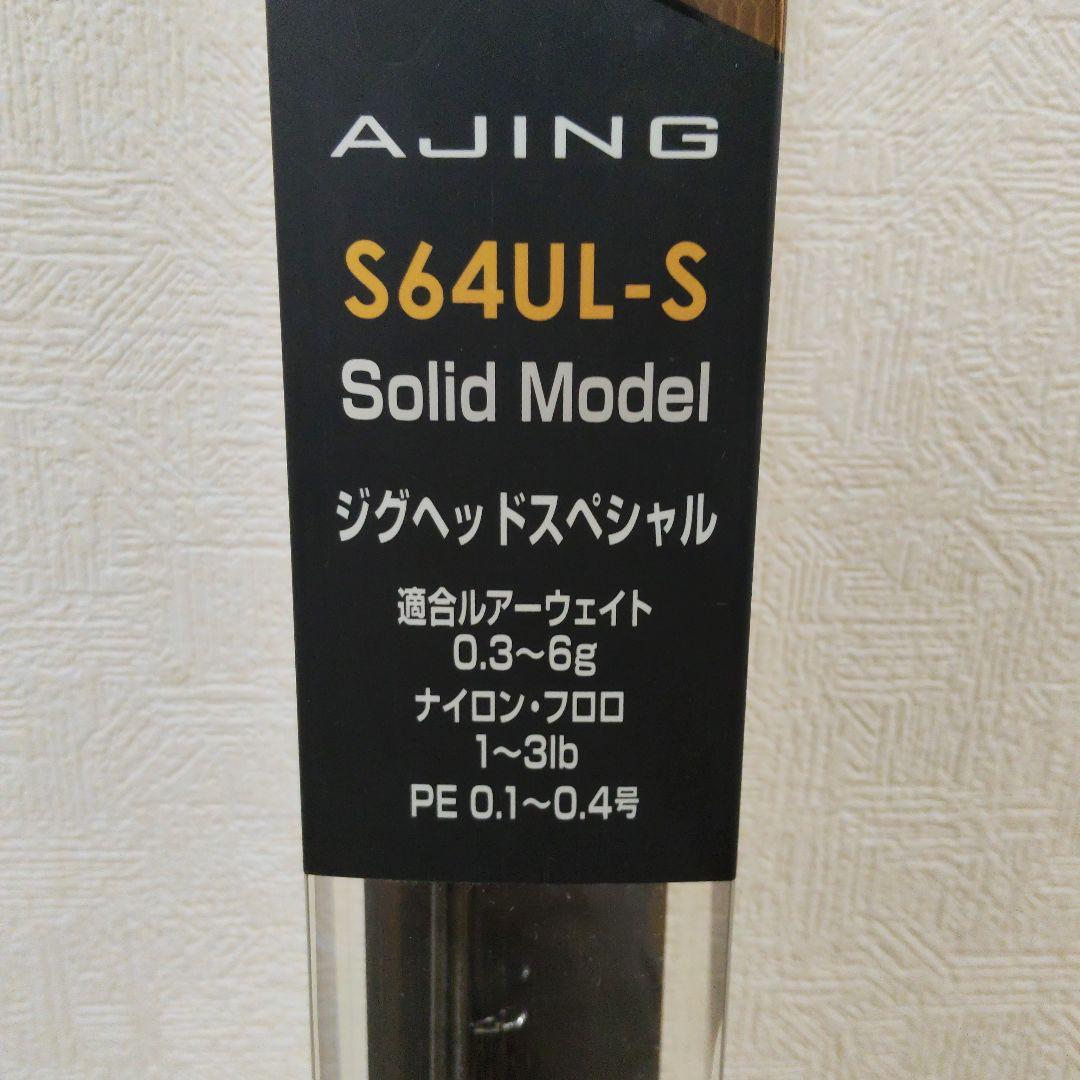 AJING
S64UL-S
Solid Model
ジグヘッドスペシャル
適合ルアーウェイト
0.3～6g
ナイロン・フロロ
1～3lb
PE 0.1～0.4号